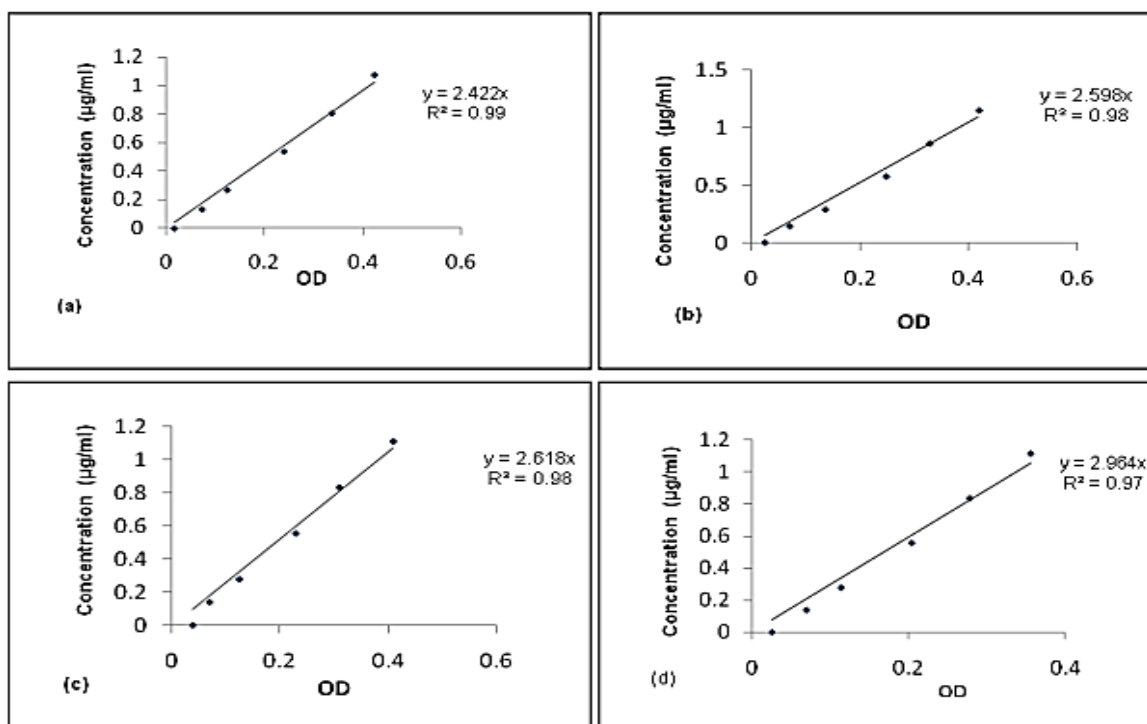 Concentration (µg/ml)
1.2
1
0.8
0.6
0.4
0.2
0
y = 2.422x
R² = 0.99
0 0.2 0.4 0.6
OD
(a)
Concentration (µg/ml)
1.5
1
0.5
0
y = 2.598x
R² = 0.98
0 0.2 0.4 0.6
OD
(b)
Concentration (µg/ml)
1.2
1
0.8
0.6
0.4
0.2
0
y = 2.618x
R² = 0.98
0 0.2 0.4 0.6
OD
(c)
Concentration (µg/ml)
1.2
1
0.8
0.6
0.4
0.2
0
y = 2.964x
R² = 0.97
0 0.2 0.4
OD
(d)